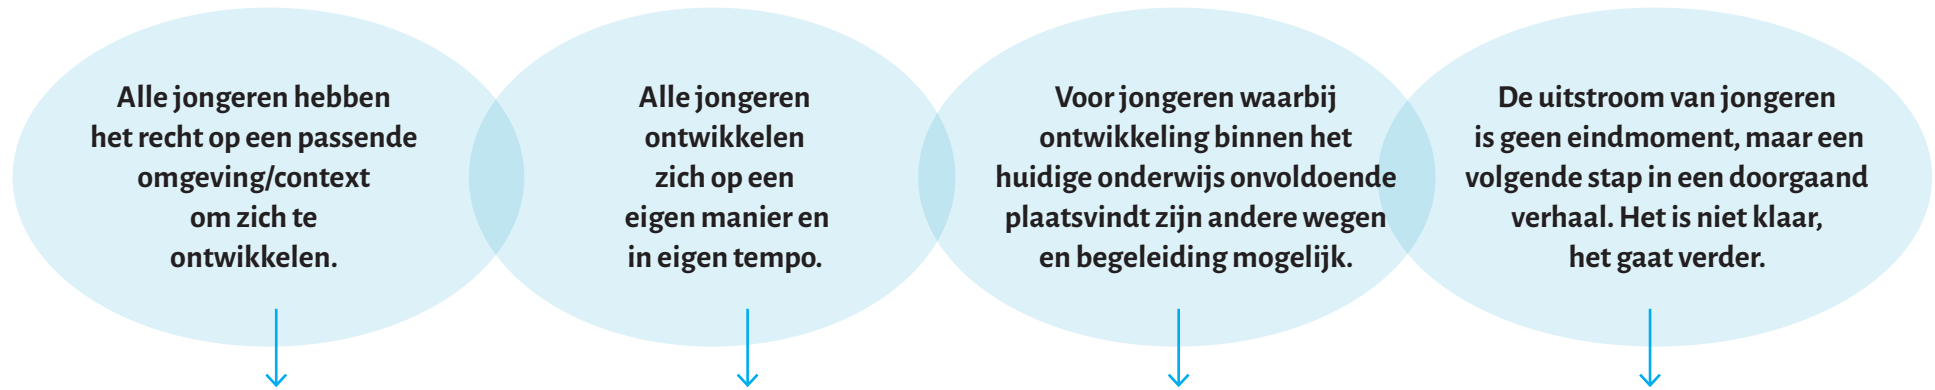 Alle jongeren hebben
het recht op een passende
omgeving/context
om zich te
ontwikkelen.
Alle jongeren
ontwikkelen
zich op een
eigen manier en
in eigen tempo.
Voor jongeren waarbij
ontwikkeling binnen het
huidige onderwijs onvoldoende
plaatsvindt zijn andere wegen
en begeleiding mogelijk.
De uitstroom van jongeren
is geen eindmoment, maar een
volgende stap in een doorgaand
verhaal. Het is niet klaar,
het gaat verder.